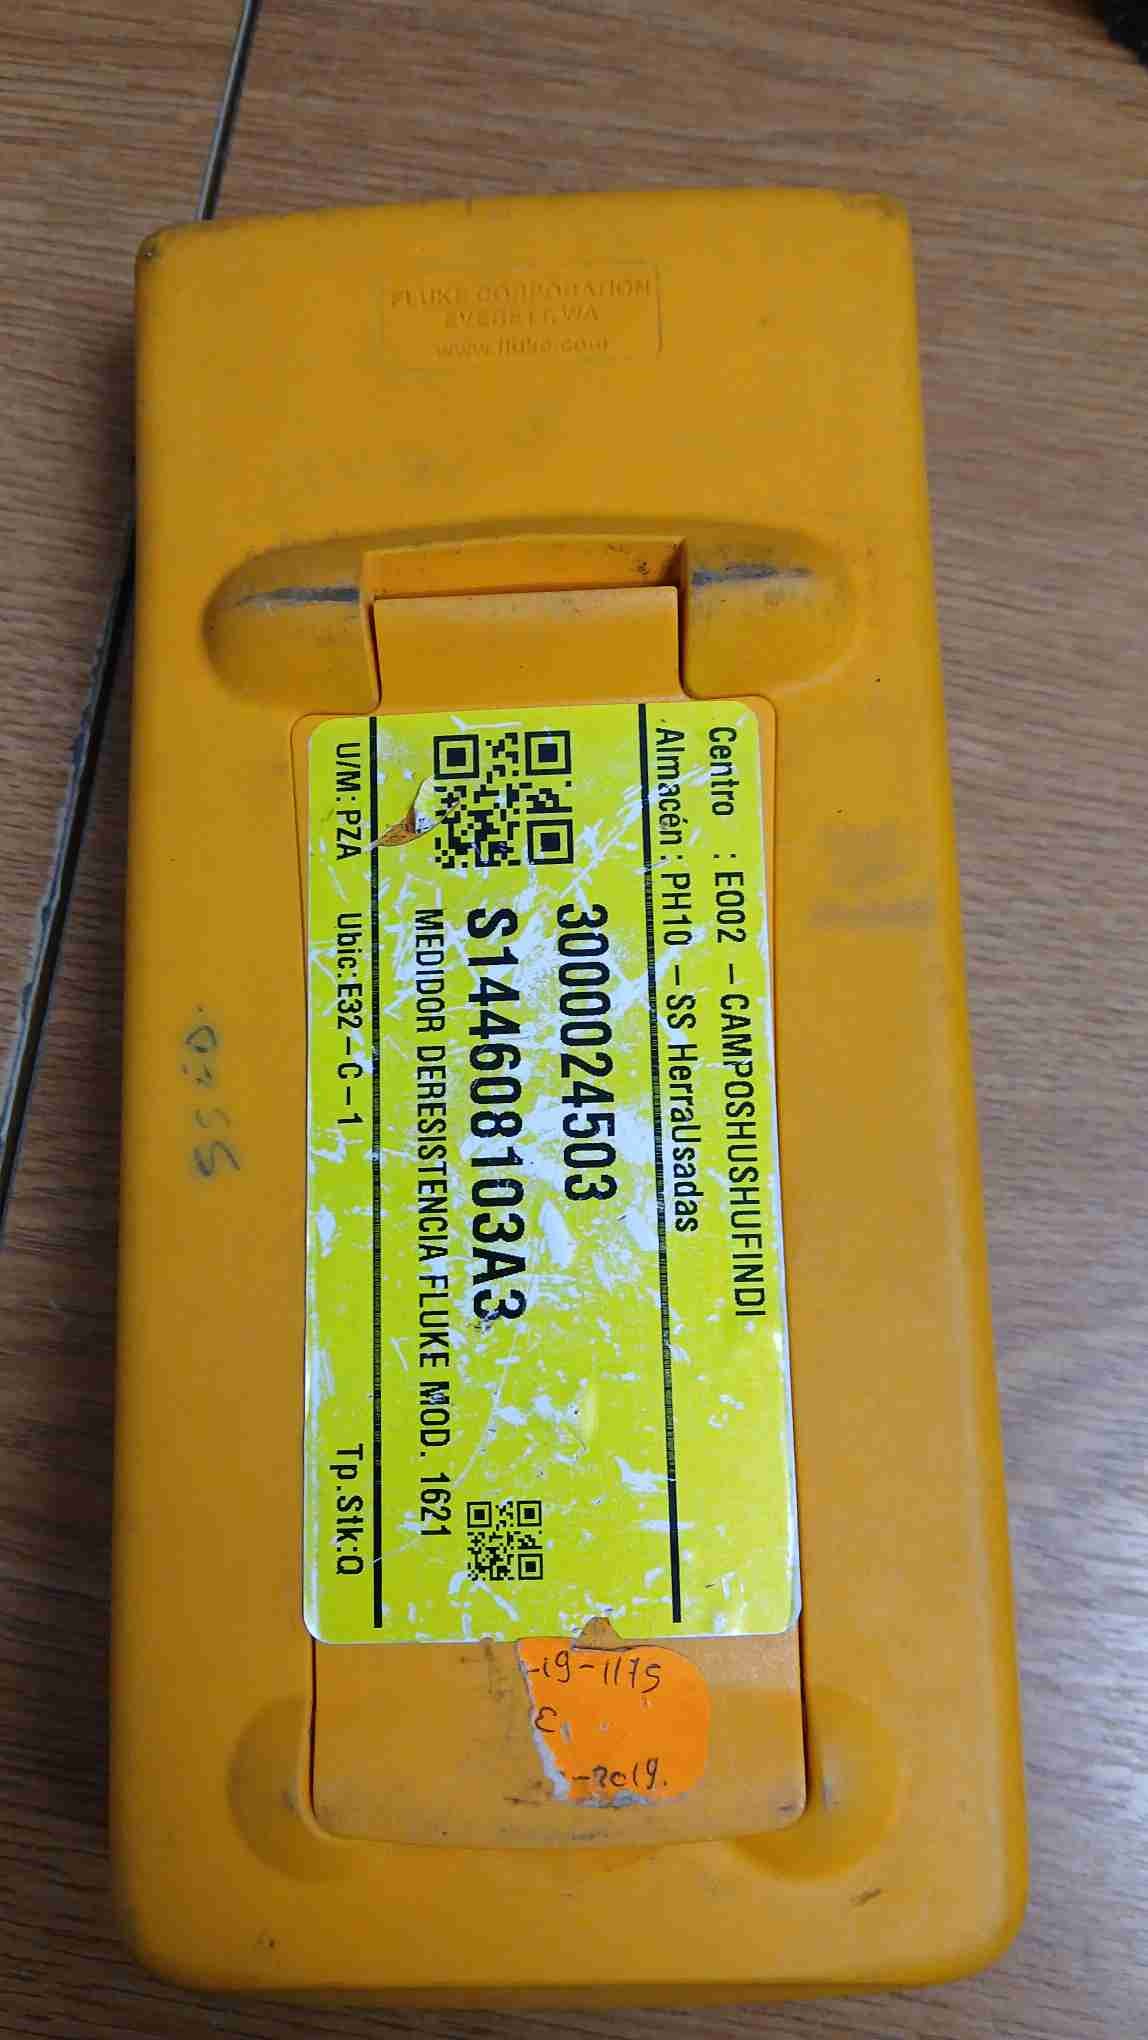 FLUKE CORPORATION
EVERETT, WA
www.fluke.com
Centro : E002 -CAMPOSHUSHUFINDI
Almacén: PH10 -SS HerraUsadas
3000024503
S144608103A3
MEDIDOR DERESISTENCIA FLUKE MOD. 1621
U/M: PZA Ubic:E32-C-1 Tp.Stk:Q
-19-1175
E
-2019.